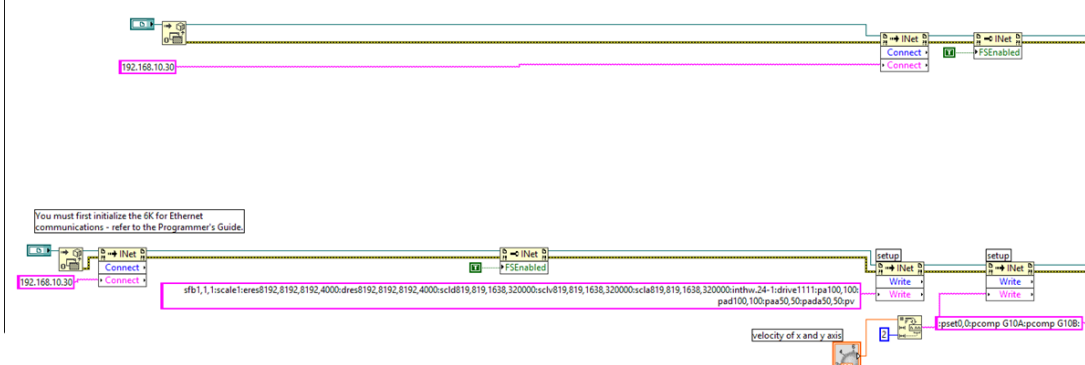 INet
Connect
Connect
INet
FSEnabled
T
192.168.10.30
You must first initialize the 6K for Ethernet
communications - refer to the Programmer's Guide.
INet
Connect
Connect
192.168.10.30
INet
FSEnabled
T
setup
INet
Write
Write
setup
INet
Write
Write
sfb1,1,1:scale1:eres8192,8192,8192,4000:dres8192,8192,8192,4000:scld819,819,1638,320000:sclv819,819,1638,320000:scla819,819,1638,320000:inthw.24-1:drive1111:pa100,100:
pad100,100:paa50,50:pada50,50:pv
:pset0,0:pcomp G10A:pcomp G10B:
2
velocity of x and y axis